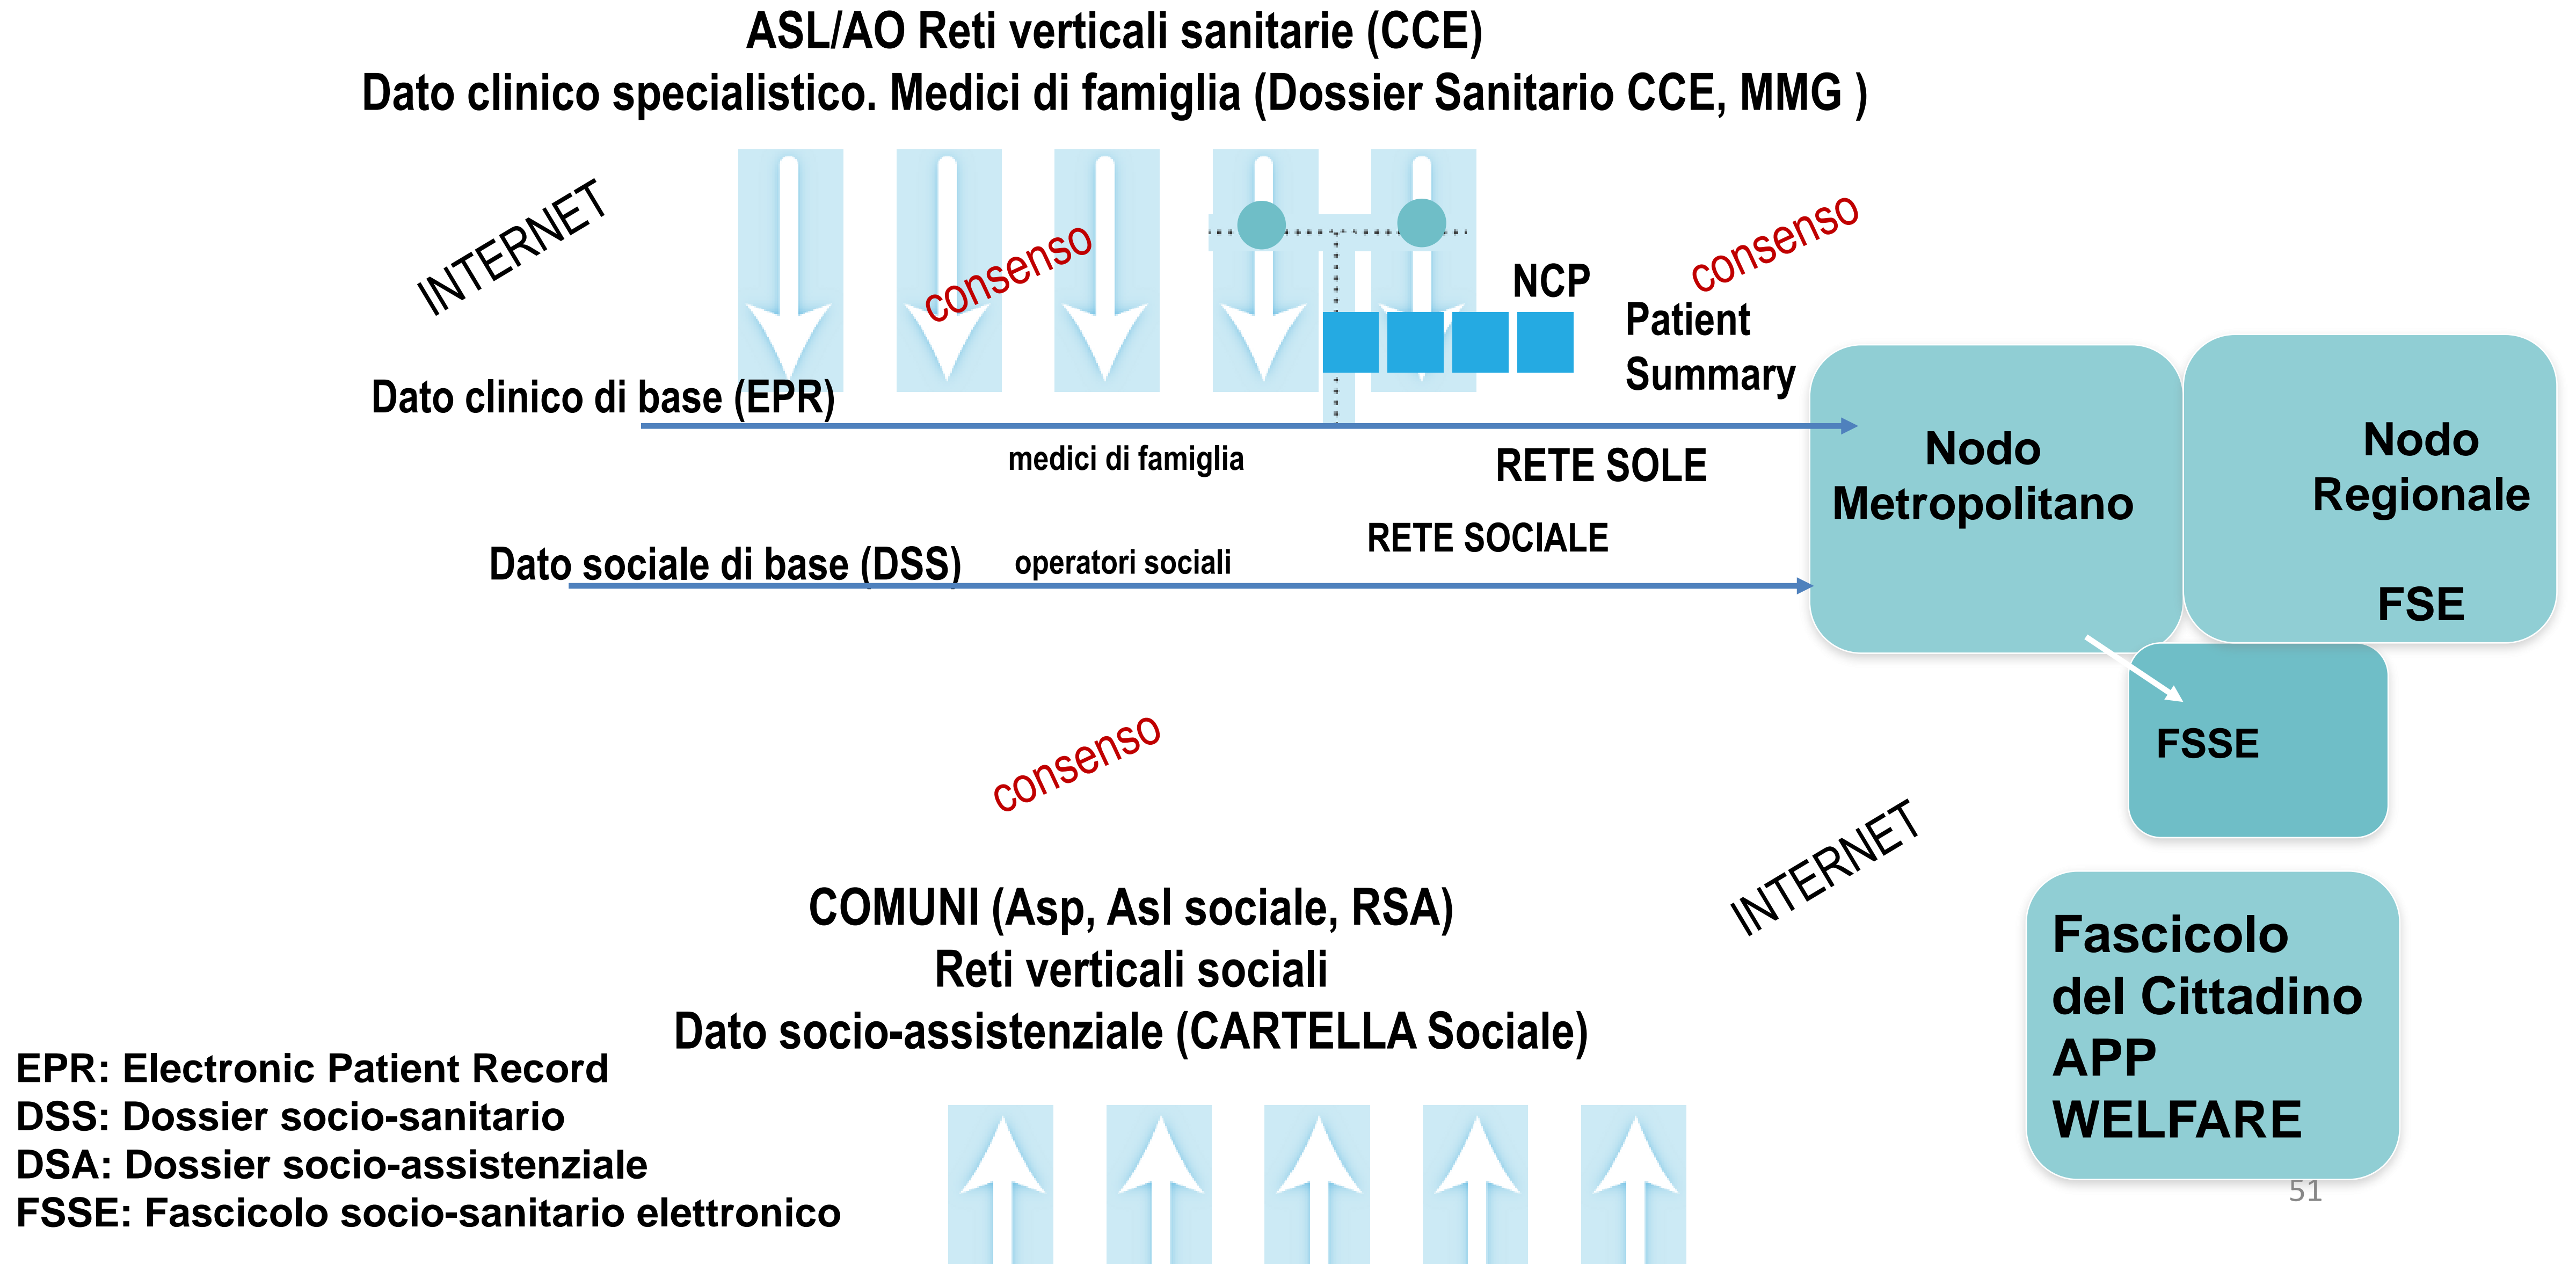 ASL/AO Reti verticali sanitarie (CCE)
Dato clinico specialistico. Medici di famiglia (Dossier Sanitario CCE, MMG )
INTERNET
consenso
consenso
NCP
Patient
Summary
Dato clinico di base (EPR)
medici di famiglia
RETE SOLE
Nodo
Metropolitano
Nodo
Regionale
FSE
RETE SOCIALE
Dato sociale di base (DSS)
operatori sociali
FSSE
consenso
INTERNET
COMUNI (Asp, Asl sociale, RSA)
Reti verticali sociali
Dato socio-assistenziale (CARTELLA Sociale)
Fascicolo
del Cittadino
APP
WELFARE
EPR: Electronic Patient Record
DSS: Dossier socio-sanitario
DSA: Dossier socio-assistenziale
FSSE: Fascicolo socio-sanitario elettronico
51